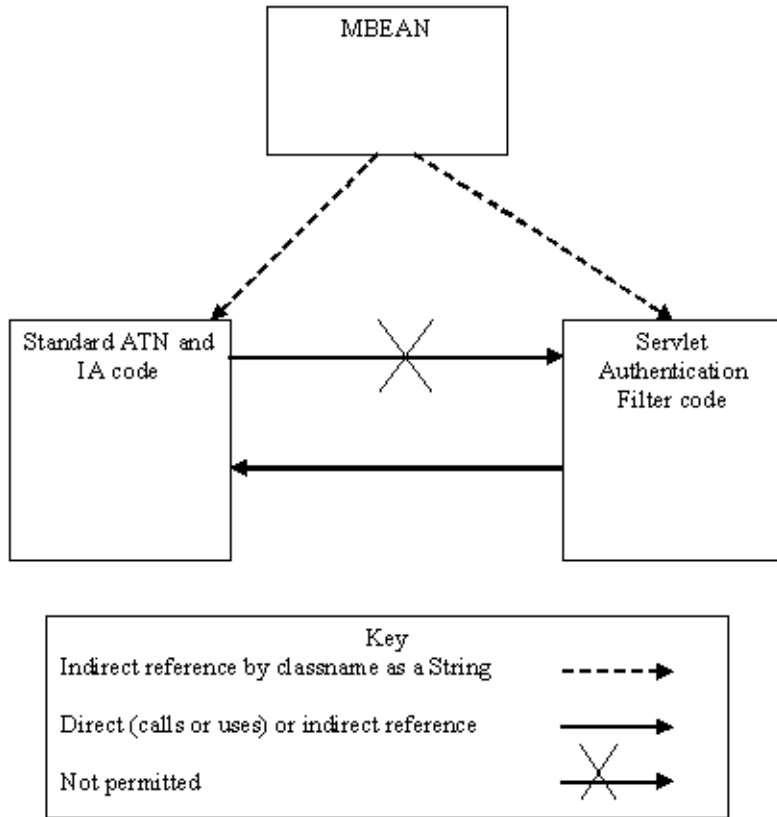 MBEAN
Standard ATN and
IA code
Servlet
Authentication
Filter code
Key
Indirect reference by classname as a String
Direct (calls or uses) or indirect reference
Not permitted